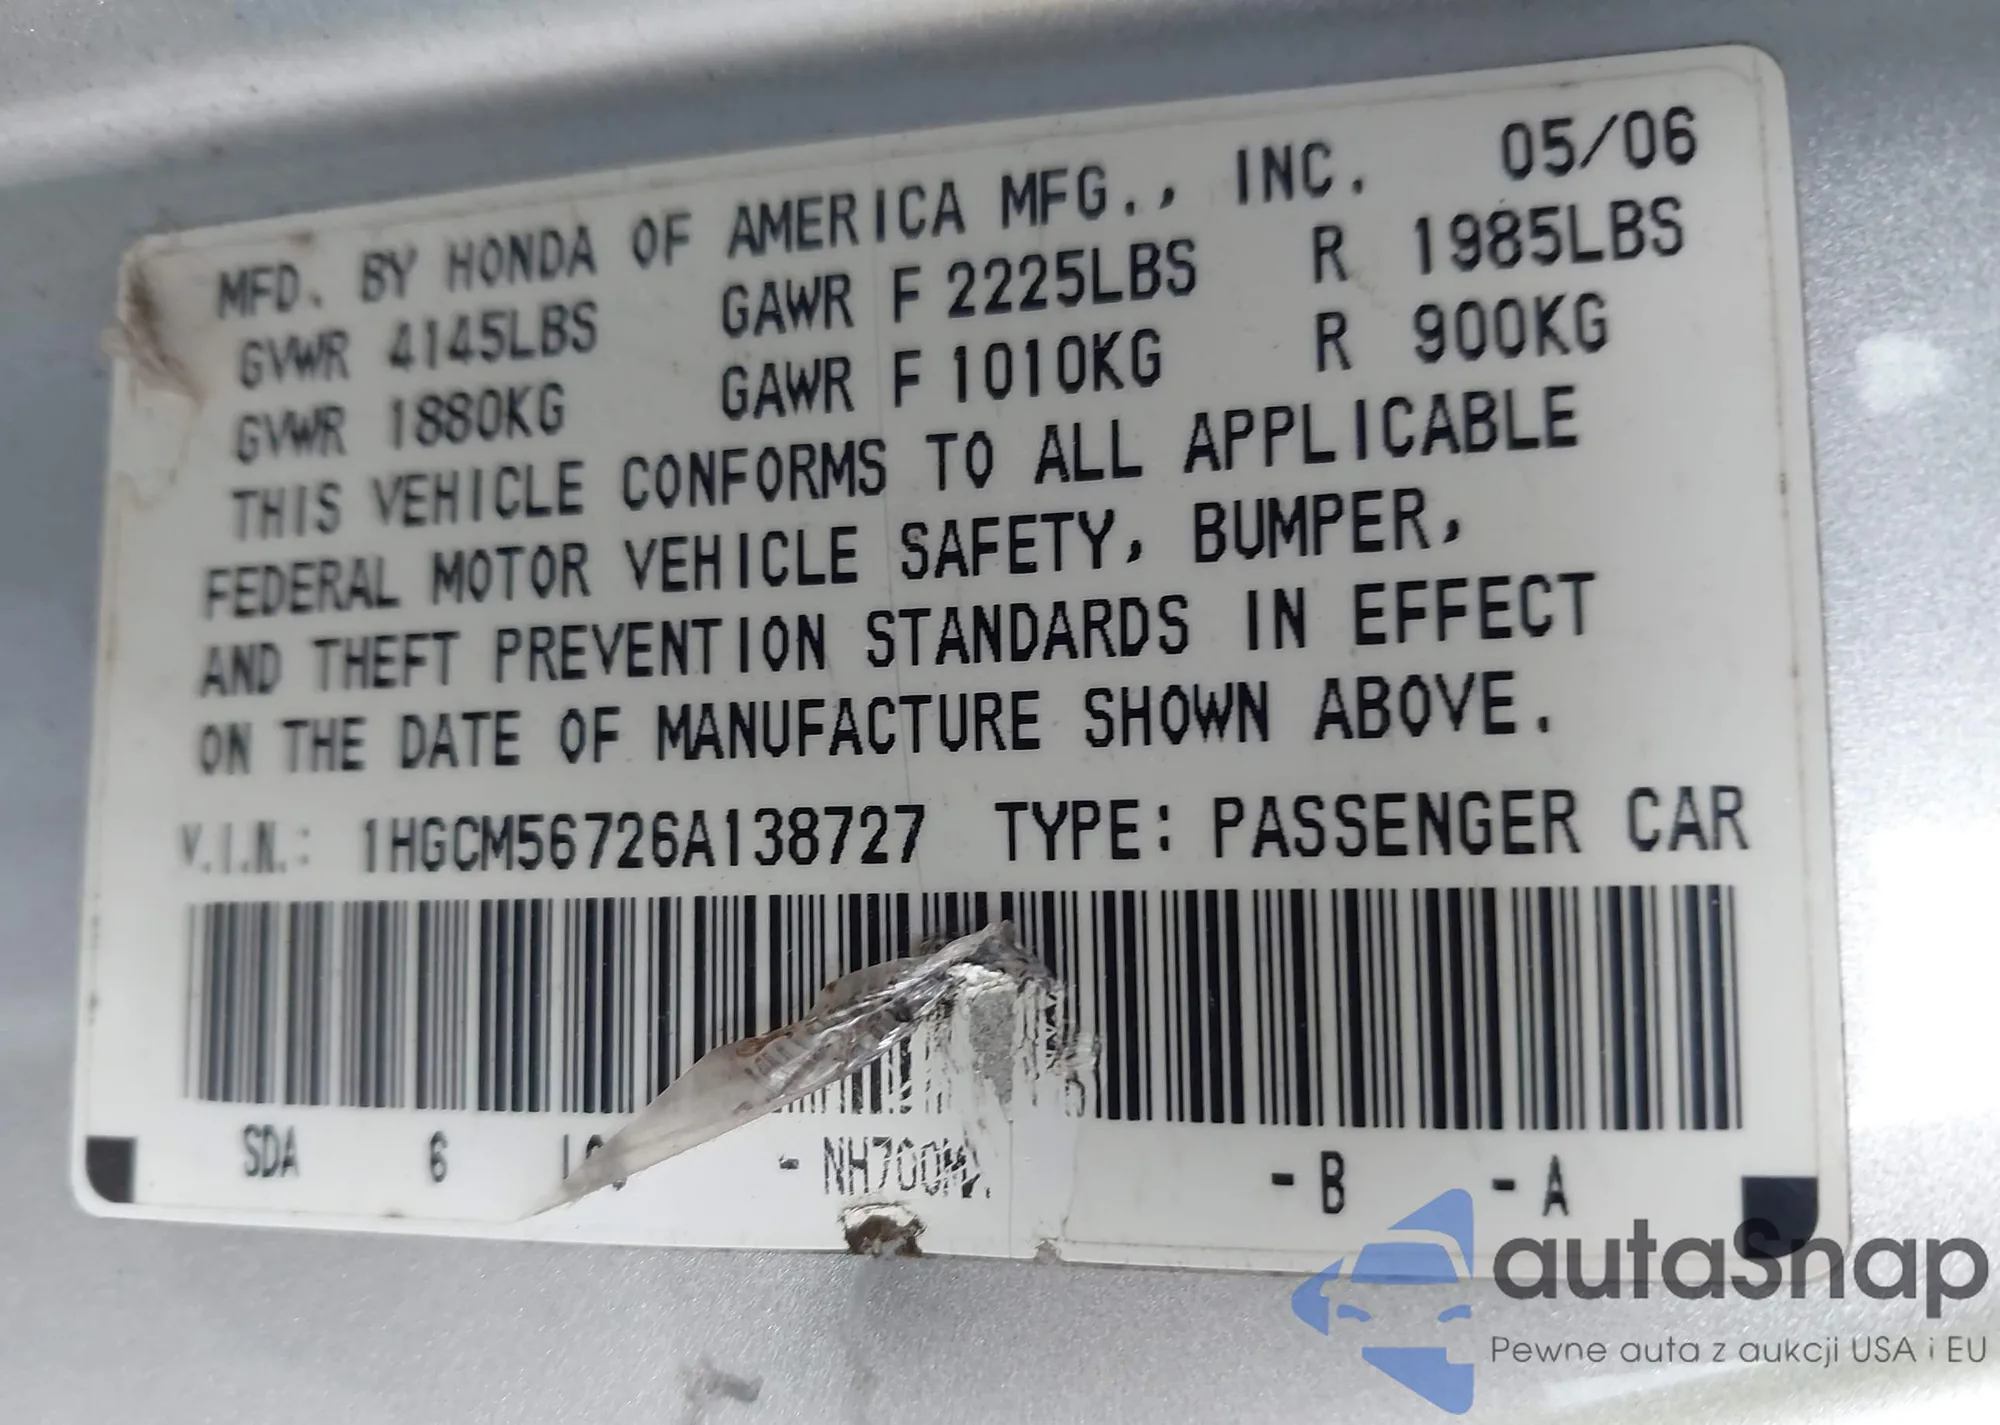 MFD. BY HONDA OF AMERICA MFG., INC. 05/06
GVWR 4145LBS GAWR F 2225LBS R 1985LBS
GVWR 1880KG GAWR F 1010KG R 900KG
THIS VEHICLE CONFORMS TO ALL APPLICABLE
FEDERAL MOTOR VEHICLE SAFETY, BUMPER,
AND THEFT PREVENTION STANDARDS IN EFFECT
ON THE DATE OF MANUFACTURE SHOWN ABOVE.
V.I.N.: 1HGCM56726A138727 TYPE: PASSENGER CAR
SDA 6 - NH700M -B -A
autaSnap
Pewne auta z aukcji USA i EU